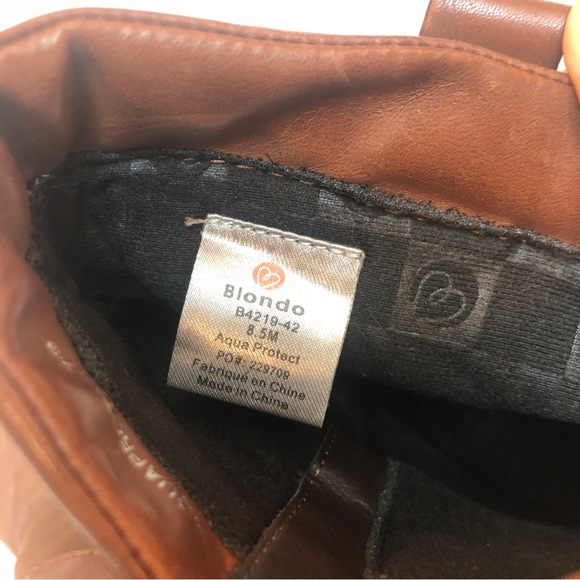 Blondo
B4219-42
8.5M
Aqua Protect
PO#: 229709
Fabriqué en Chine
Made in China